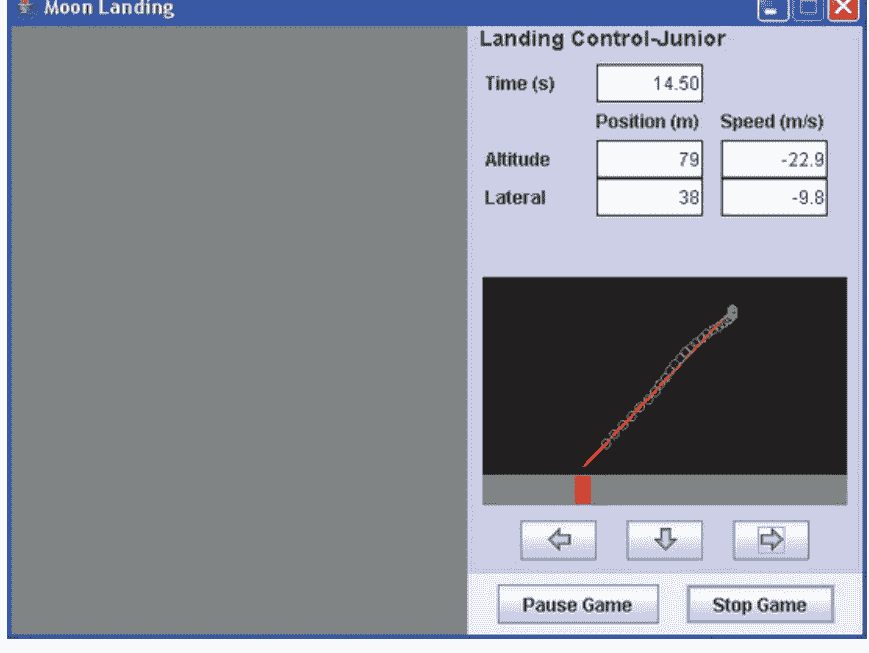 Moon Landing
Landing Control-Junior
Time (s) 14.50
Position (m) Speed (m/s)
Altitude 79 -22.9
Lateral 38 -9.8
Pause Game Stop Game